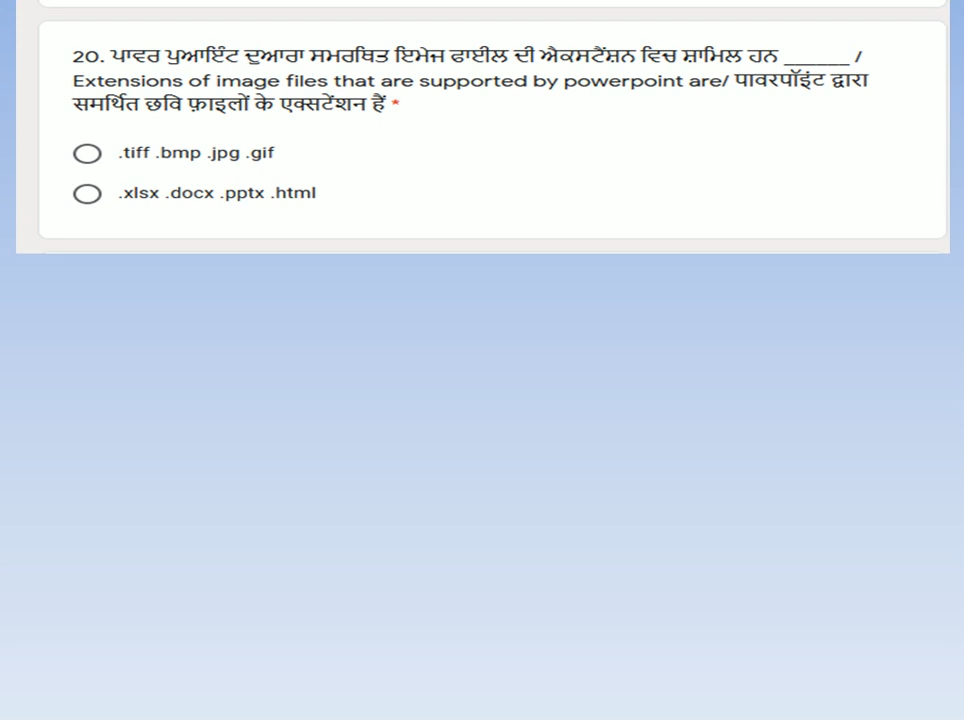 20. ਪਾਵਰ ਪੁਆਇੰਟ ਦੁਆਰਾ ਸਮਰਥਿਤ ਇਮੇਜ ਫਾਈਲ ਦੀ ਐਕਸਟੈਂਸ਼ਨ ਵਿਚ ਸ਼ਾਮਿਲ ਹਨ ______ /
Extensions of image files that are supported by powerpoint are/ पावरपॉइंट द्वारा
समर्थित छवि फ़ाइलों के एक्सटेंशन हैं *
.tiff .bmp .jpg .gif
.xlsx .docx .pptx .html